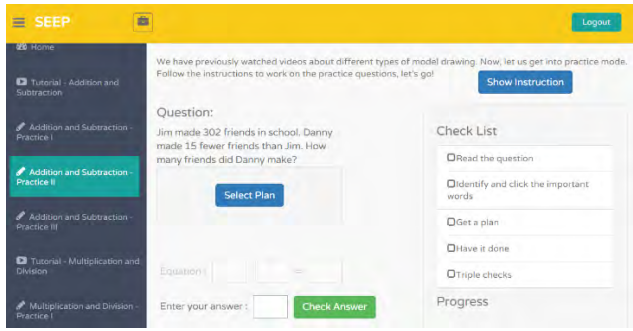 SEEP
Logout
Home
Tutorial - Addition and
Subtraction
Addition and Subtraction -
Practice I
Addition and Subtraction -
Practice II
Addition and Subtraction -
Practice III
Tutorial - Multiplication and
Division
Multiplication and Division -
Practice I
We have previously watched videos about different types of model drawing. Now, let us get into practice mode.
Follow the instructions to work on the practice questions, let's go!
Show Instruction
Question:
Jim made 302 friends in school. Danny
made 15 fewer friends than Jim. How
many friends did Danny make?
Select Plan
Equation : =
Enter your answer :
Check Answer
Check List
Read the question
Identify and click the important
words
Get a plan
Have it done
Triple checks
Progress